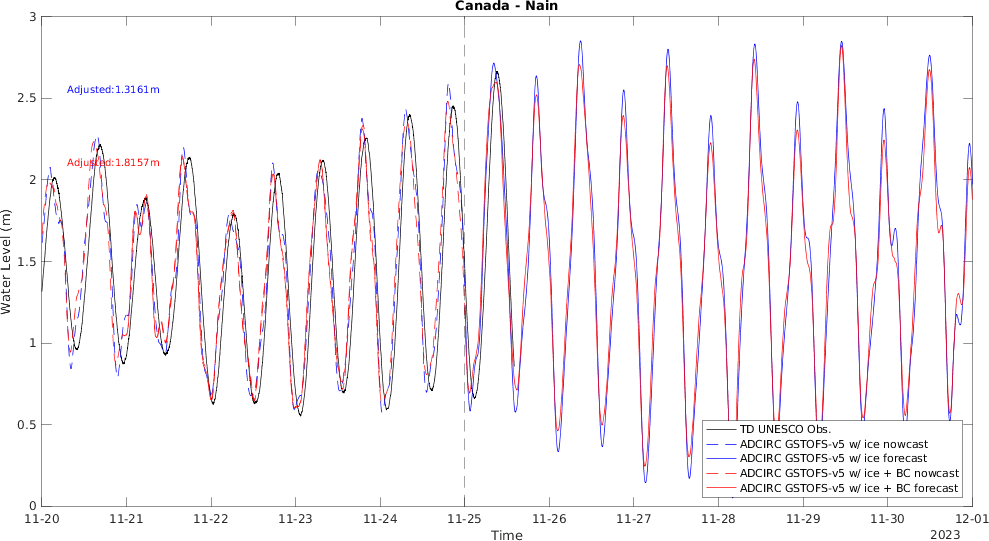 Canada - Nain
3
2.5
2
1.5
1
0.5
0
Water Level (m)
Adjusted:1.3161m
Adjusted:1.8157m
TD UNESCO Obs.
ADCIRC GSTOFS-v5 w/ ice nowcast
ADCIRC GSTOFS-v5 w/ ice forecast
ADCIRC GSTOFS-v5 w/ ice + BC nowcast
ADCIRC GSTOFS-v5 w/ ice + BC forecast
11-20 11-21 11-22 11-23 11-24 11-25 11-26 11-27 11-28 11-29 11-30 12-01
Time
2023